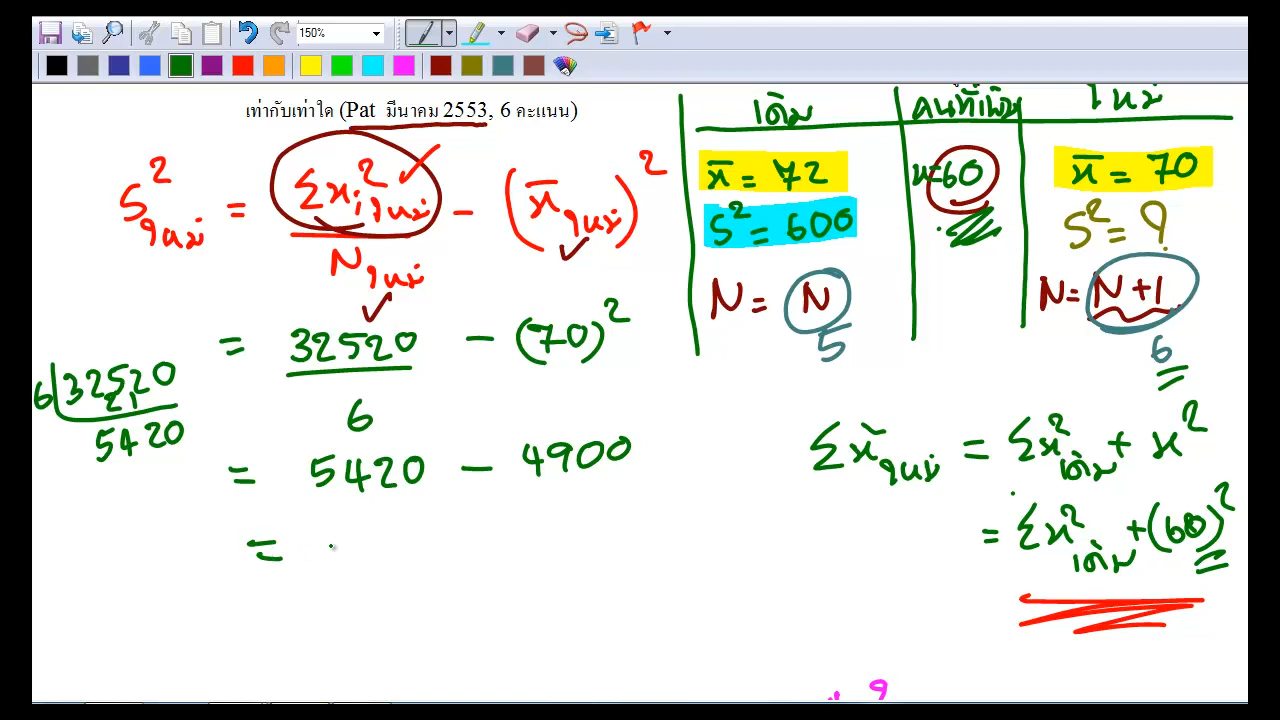 150%
เท่ากับเท่าใด (Pat มีนาคม 2553, 6 คะแนน)
เดิม คนที่เพิ่ม ใหม่
x̄ = 72 x=60 x̄ = 70
S² = 600 S² = ?
N = N N = N+1
5 6
S²ใหม่ = Σxᵢ²ใหม่ / Nใหม่ - (x̄ใหม่)²
= 32520 / 6 - (70)²
6 32520
21
5420
= 5420 - 4900
=
Σx²ใหม่ = Σx²เดิม + x²
= Σx²เดิม + (60)²